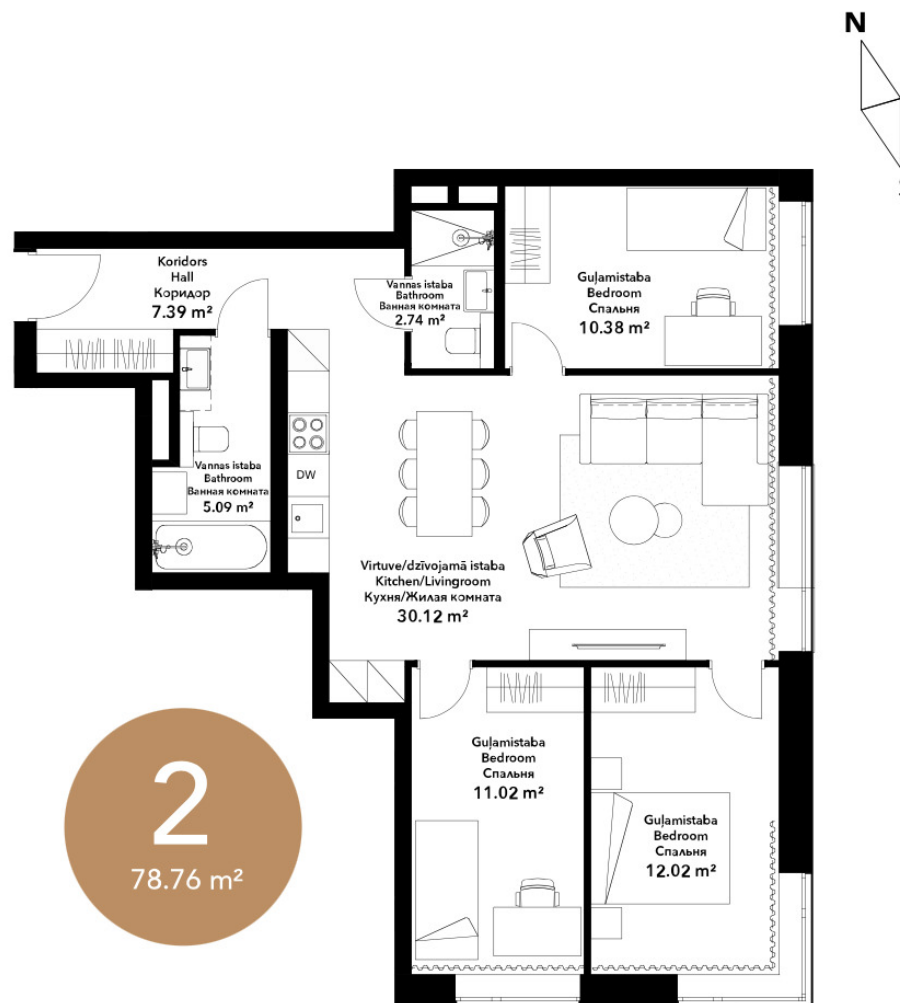 N
Koridors
Hall
Коридор
7.39 m²
Vannas istaba
Bathroom
Ванная комната
2.74 m²
Guļamistaba
Bedroom
Спальня
10.38 m²
Vannas istaba
Bathroom
Ванная комната
5.09 m²
DW
Virtuve/dzīvojamā istaba
Kitchen/Livingroom
Кухня/Жилая комната
30.12 m²
Guļamistaba
Bedroom
Спальня
11.02 m²
Guļamistaba
Bedroom
Спальня
12.02 m²
2
78.76 m²